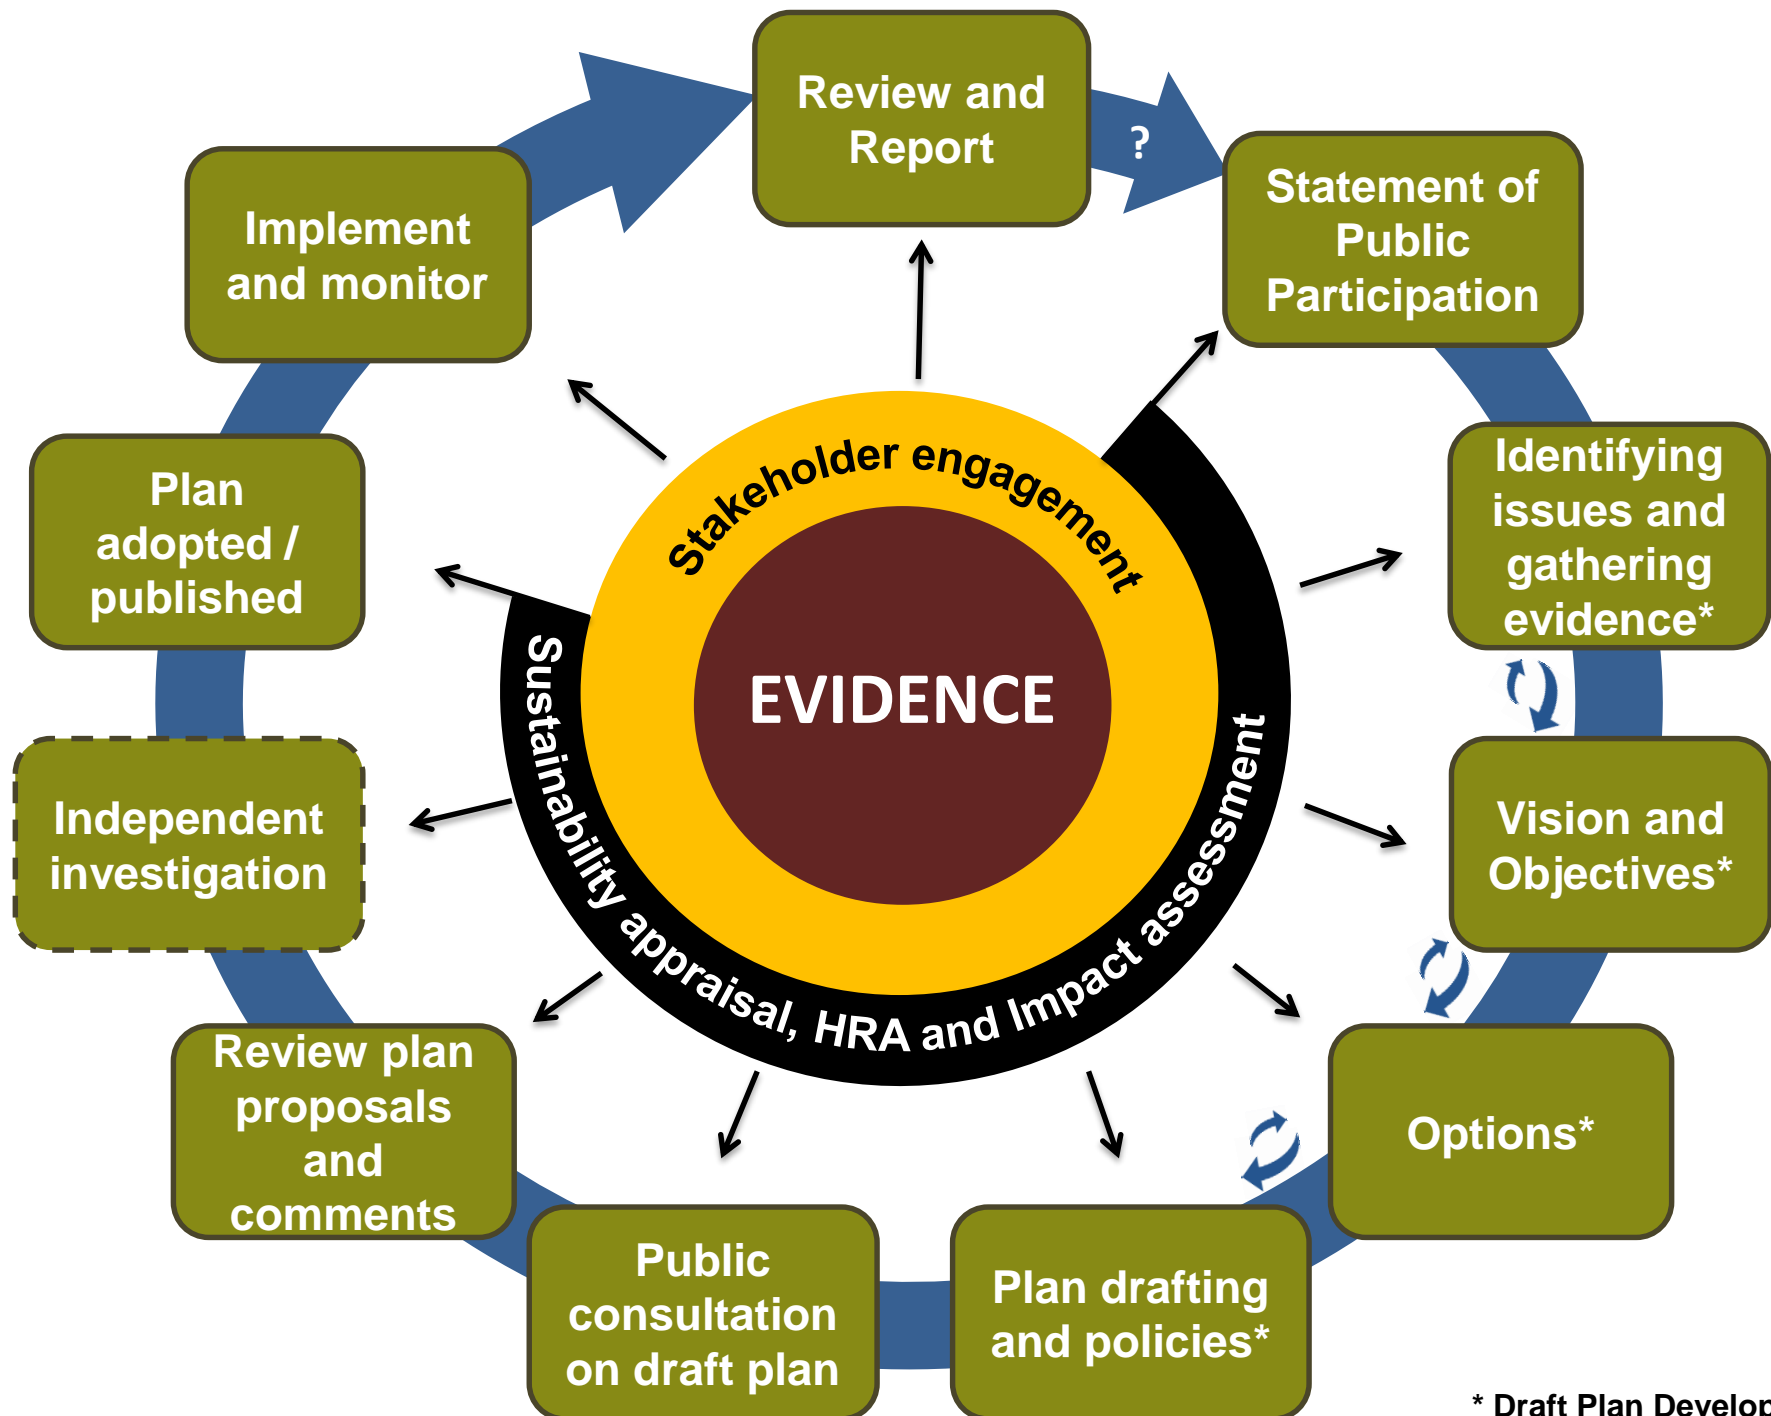 Review and
Report
?
Statement of
Public
Participation
Identifying
issues and
gathering
evidence*
Vision and
Objectives*
Options*
Plan drafting
and policies*
Public
consultation
on draft plan
Review plan
proposals
and
comments
Independent
investigation
Plan
adopted /
published
Implement
and monitor
Stakeholder engagement
EVIDENCE
Sustainability appraisal, HRA and Impact assessment
* Draft Plan Develop